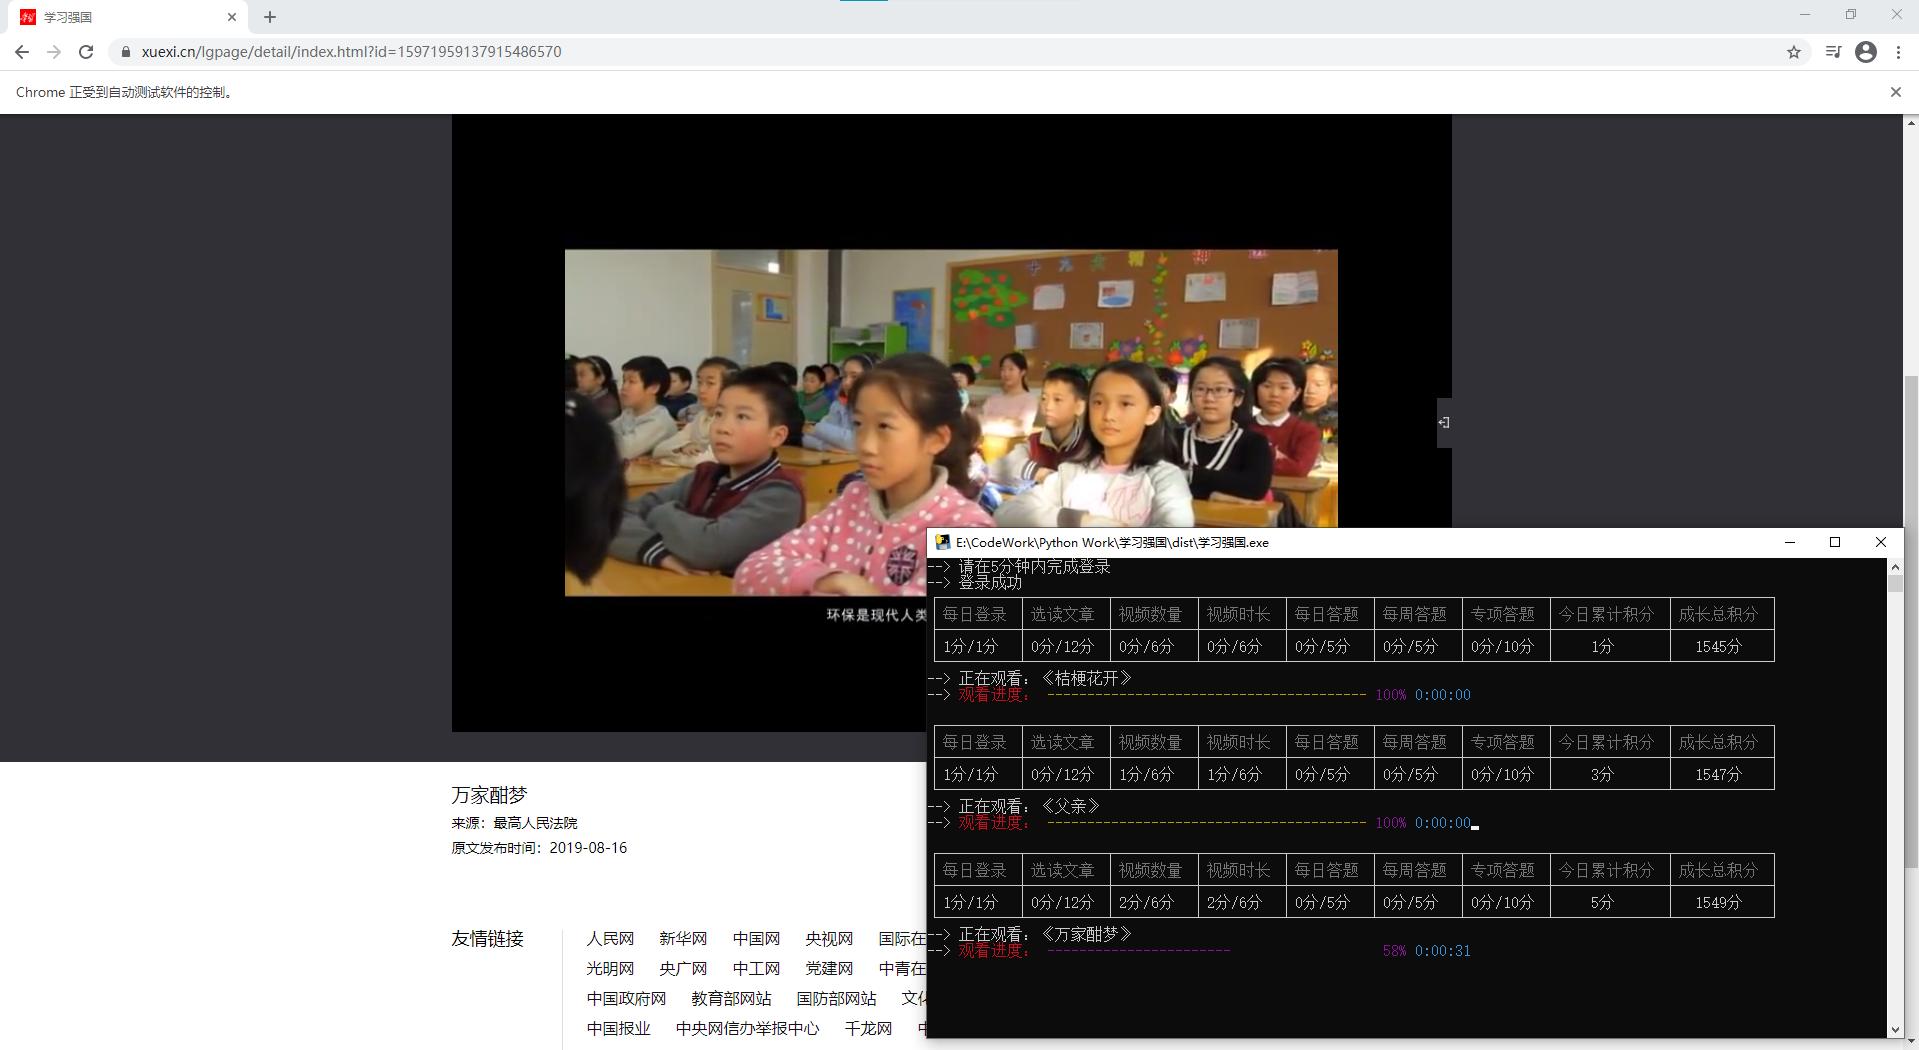 学习强国
xuexi.cn/lgpage/detail/index.html?id=15971959137915486570
Chrome 正受到自动测试软件的控制。
环保是现代人类
万家酣梦
来源：最高人民法院
原文发布时间：2019-08-16
友情链接
人民网 新华网 中国网 央视网 国际在
光明网 央广网 中工网 党建网 中青在
中国政府网 教育部网站 国防部网站 文化
中国报业 中央网信办举报中心 千龙网 中
E:\CodeWork\Python Work\学习强国\dist\学习强国.exe
--> 请在5分钟内完成登录
--> 登录成功
每日登录 选读文章 视频数量 视频时长 每日答题 每周答题 专项答题 今日累计积分 成长总积分
1分/1分 0分/12分 0分/6分 0分/6分 0分/5分 0分/5分 0分/10分 1分 1545分
--> 正在观看：《桔梗花开》
--> 观看进度： ---------------------------------------- 100% 0:00:00
每日登录 选读文章 视频数量 视频时长 每日答题 每周答题 专项答题 今日累计积分 成长总积分
1分/1分 0分/12分 1分/6分 1分/6分 0分/5分 0分/5分 0分/10分 3分 1547分
--> 正在观看：《父亲》
--> 观看进度： ---------------------------------------- 100% 0:00:00
每日登录 选读文章 视频数量 视频时长 每日答题 每周答题 专项答题 今日累计积分 成长总积分
1分/1分 0分/12分 2分/6分 2分/6分 0分/5分 0分/5分 0分/10分 5分 1549分
--> 正在观看：《万家酣梦》
--> 观看进度： ----------------------- 58% 0:00:31